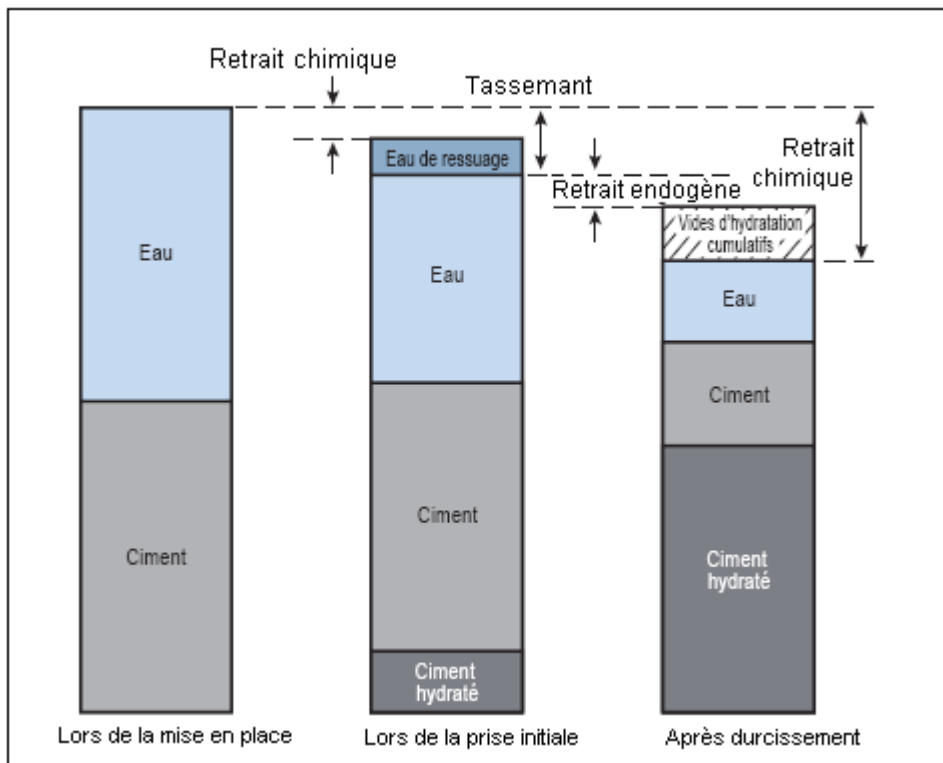 Retrait chimique
Tassemant
Eau de ressuage
Retrait endogène
Retrait
chimique
Vides d'hydratation
cumulatifs
Eau
Eau
Eau
Ciment
Ciment
Ciment
Ciment
hydraté
Ciment
hydraté
Lors de la mise en place
Lors de la prise initiale
Après durcissement